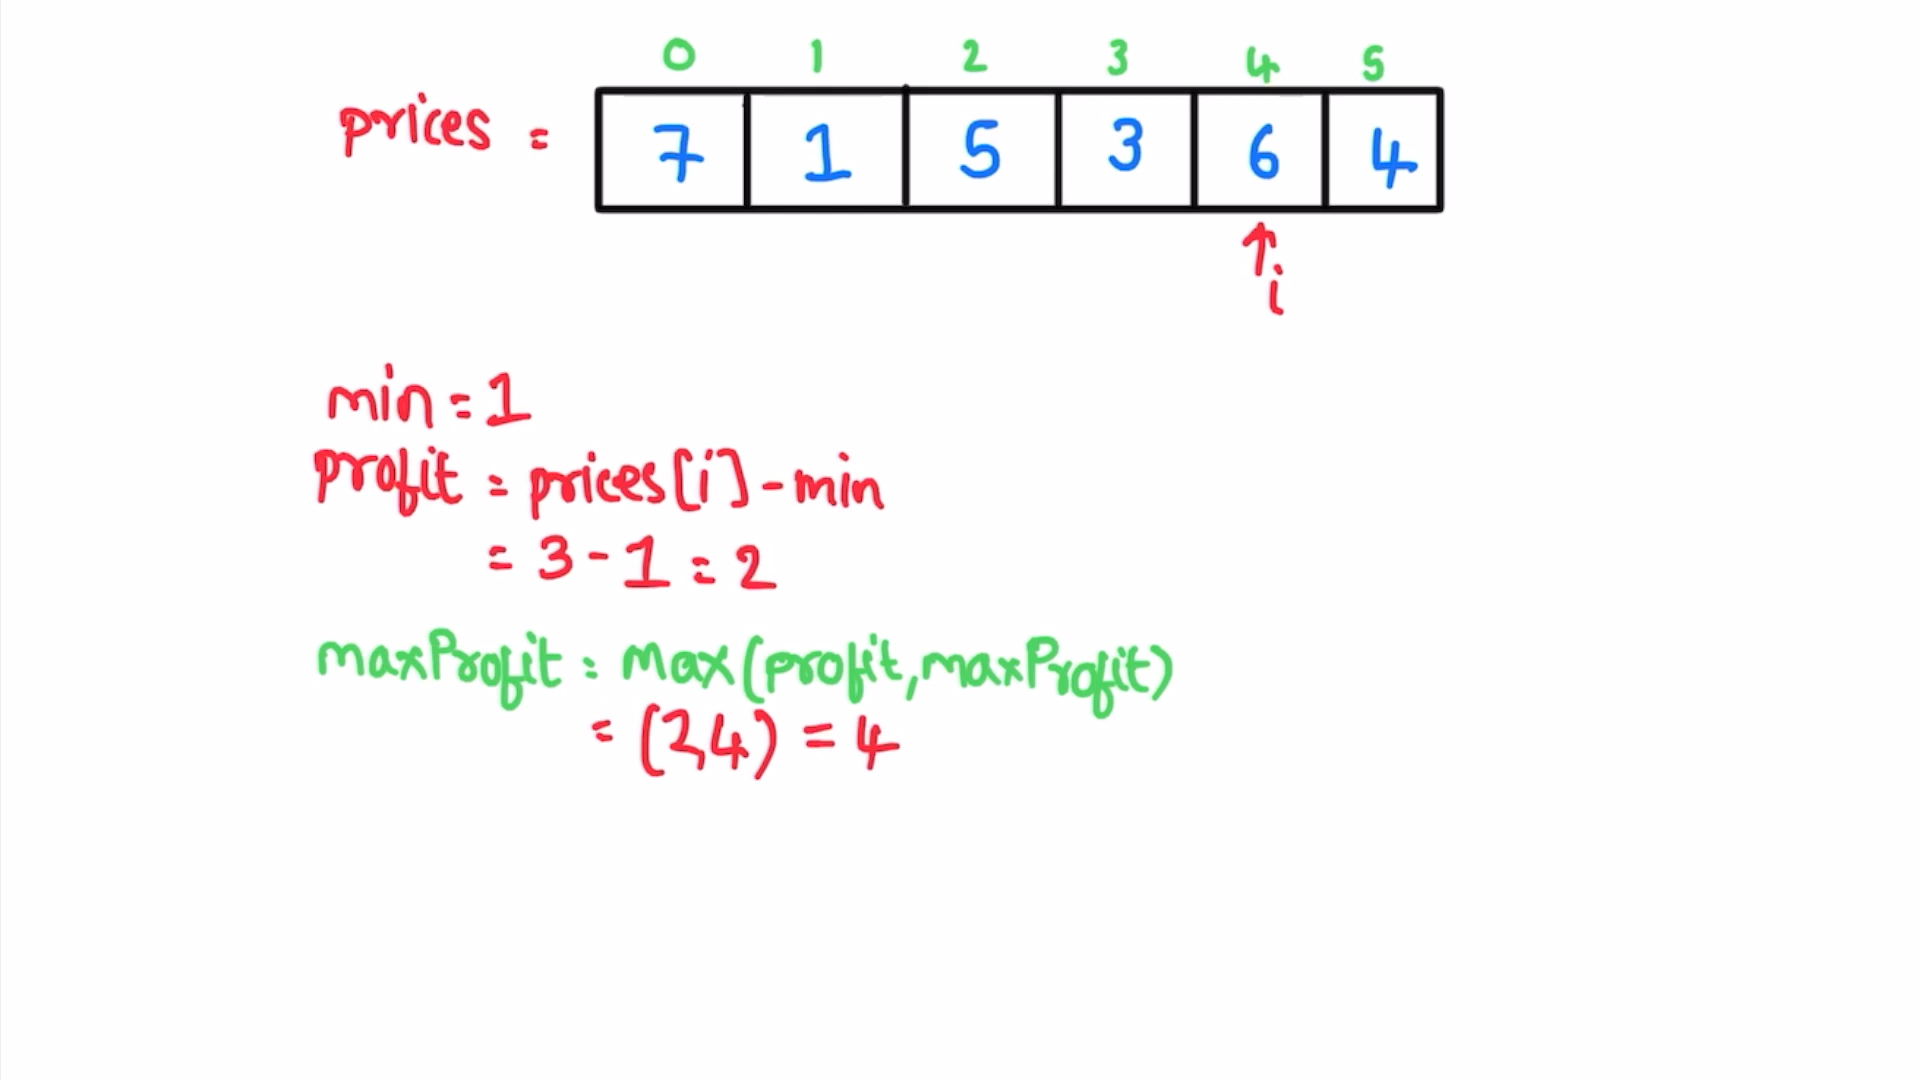 0 1 2 3 4 5
prices = 7 1 5 3 6 4
i
min = 1
profit = prices[i] - min
= 3 - 1 = 2
maxProfit = Max(profit, maxProfit)
= (2,4) = 4